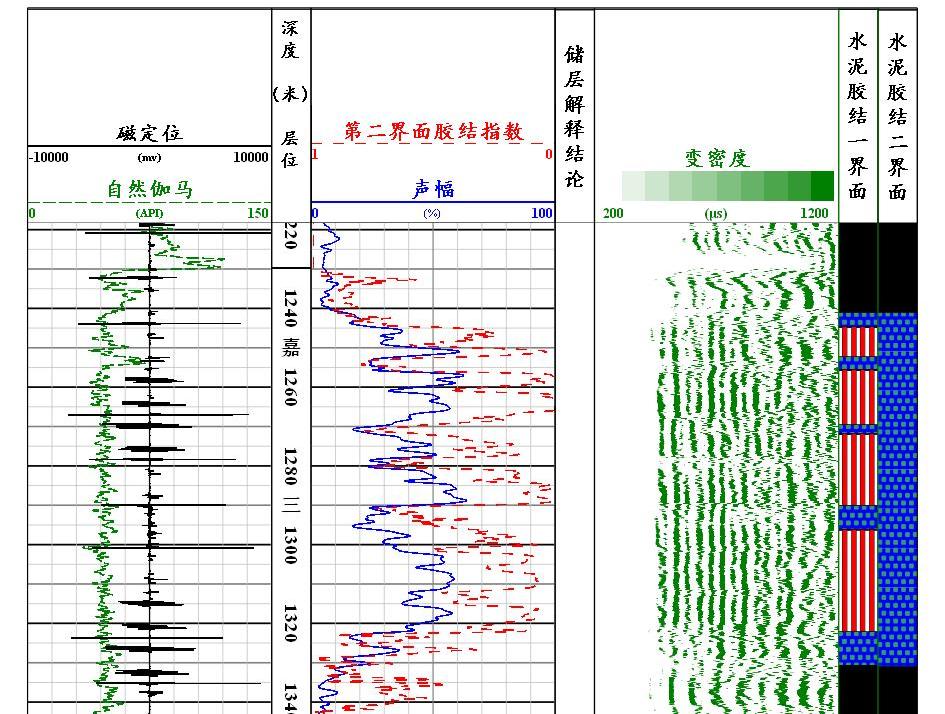 磁定位
-10000 (mv) 10000
自然伽马
0 (API) 150
深度
(米)
层位
第二界面胶结指数
1 0
声幅
0 (%) 100
储层解释结论
变密度
200 (μs) 1200
水泥胶结一界面
水泥胶结二界面
220
1240
嘉
1260
1280
三
1300
1320
134